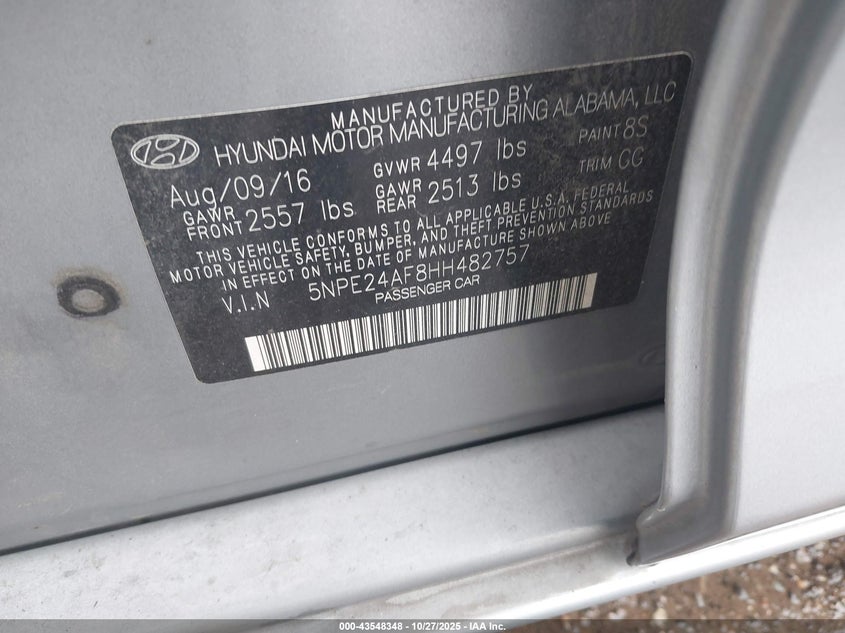 MANUFACTURED BY
HYUNDAI MOTOR MANUFACTURING ALABAMA, LLC
Aug/09/16 GVWR 4497 lbs PAINT 8S
GAWR FRONT 2557 lbs GAWR REAR 2513 lbs TRIM GG
THIS VEHICLE CONFORMS TO ALL APPLICABLE U.S.A. FEDERAL
MOTOR VEHICLE SAFETY, BUMPER, AND THEFT PREVENTION STANDARDS
IN EFFECT ON THE DATE OF MANUFACTURE SHOWN ABOVE
V.I.N 5NPE24AF8HH482757
PASSENGER CAR
000-43548348 - 10/27/2025 - IAA Inc.